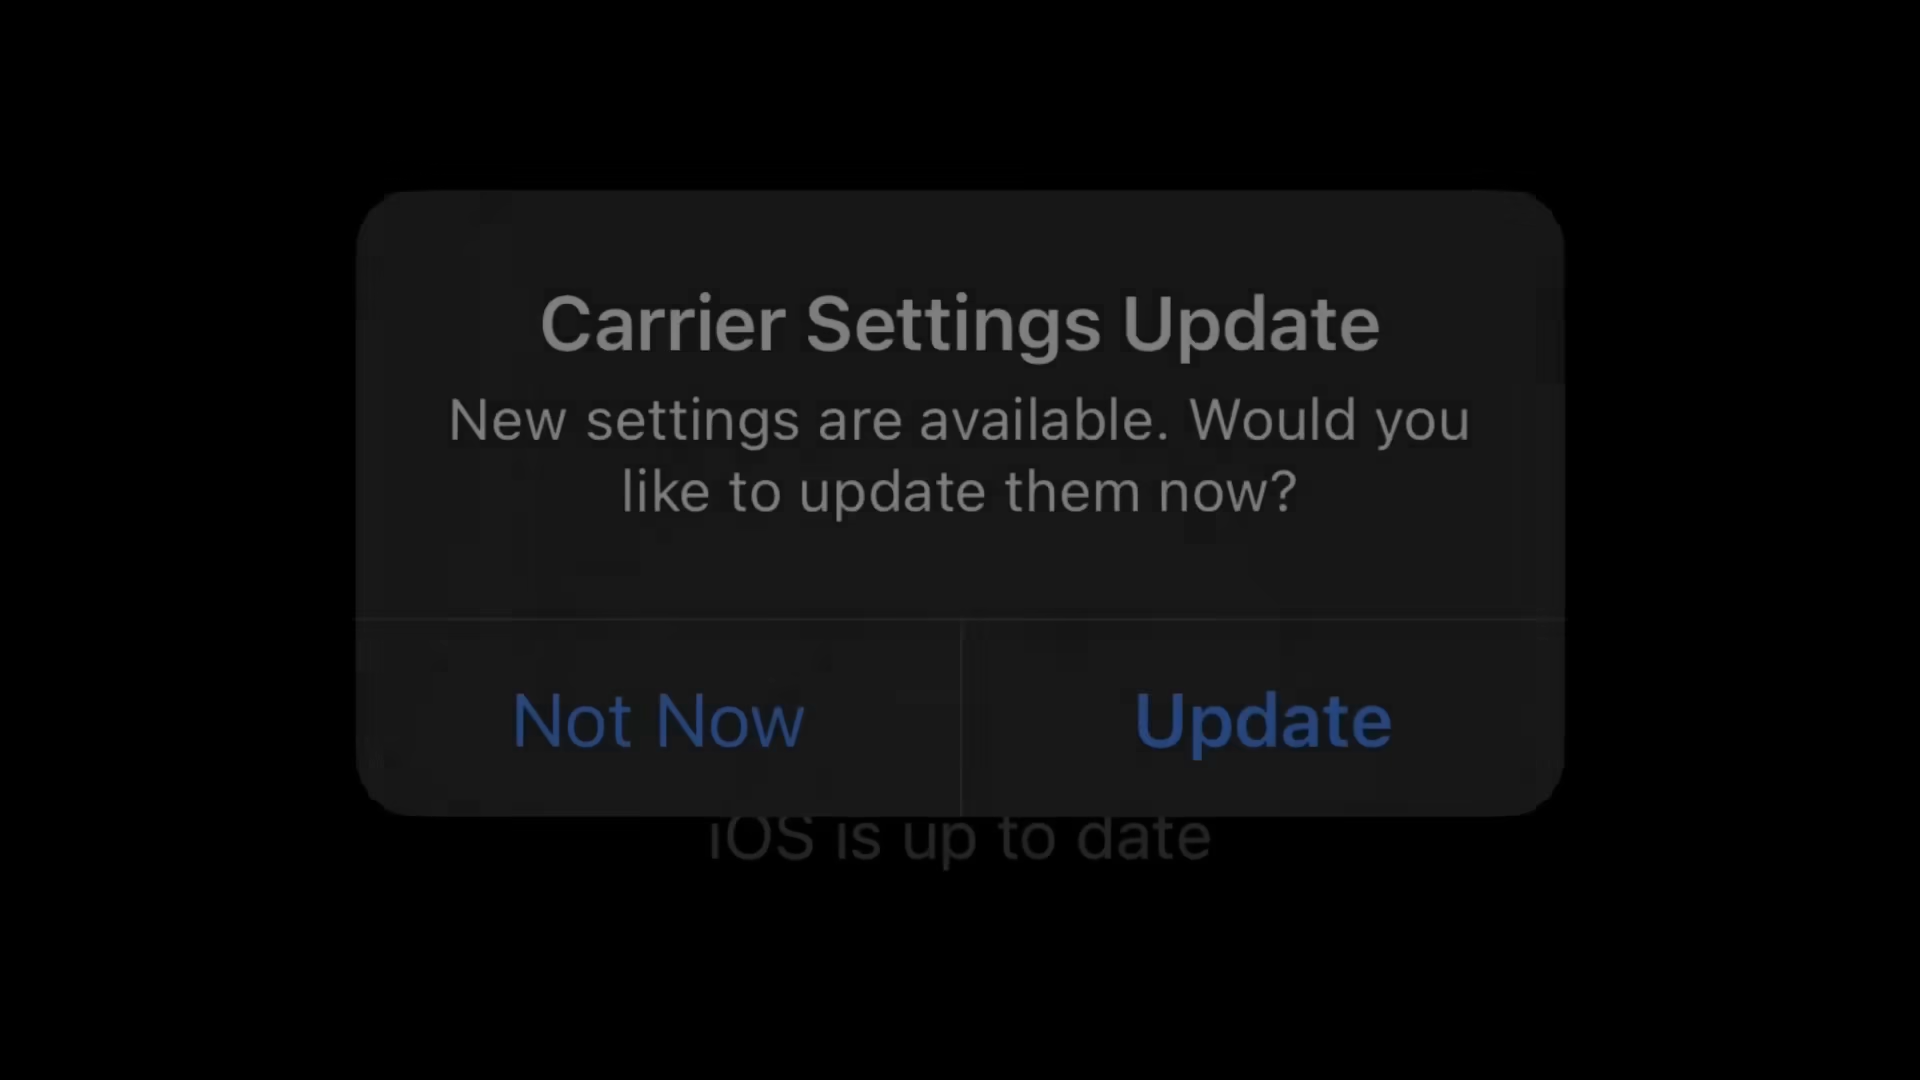 Carrier Settings Update
New settings are available. Would you
like to update them now?
Not Now
Update
iOS is up to date